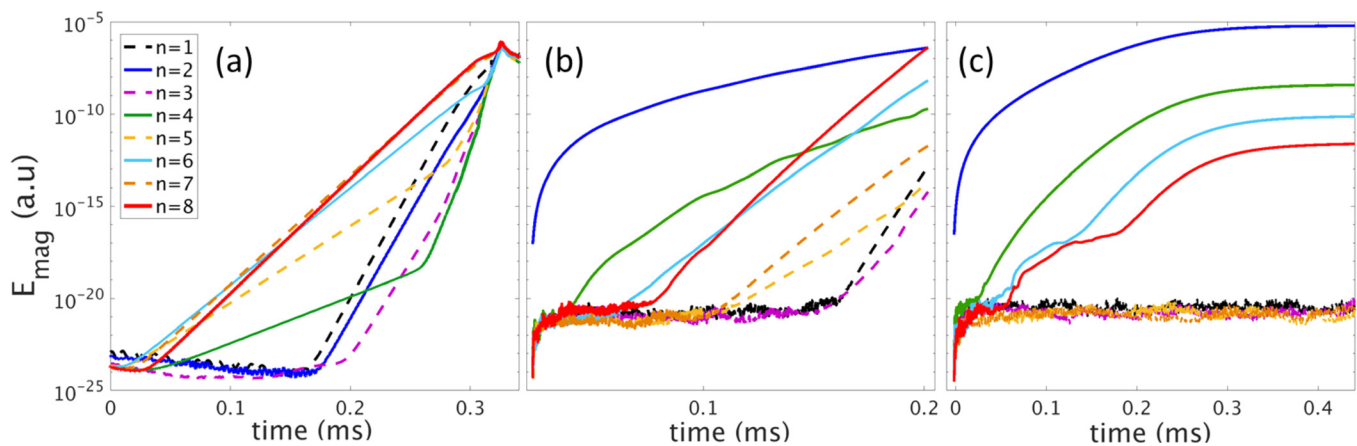 (a)
(b)
(c)
E_mag (a.u)
10^-5
10^-10
10^-15
10^-20
10^-25
n=1
n=2
n=3
n=4
n=5
n=6
n=7
n=8
0 0.1 0.2 0.3
0.1 0.2
0 0.1 0.2 0.3 0.4
time (ms)
time (ms)
time (ms)